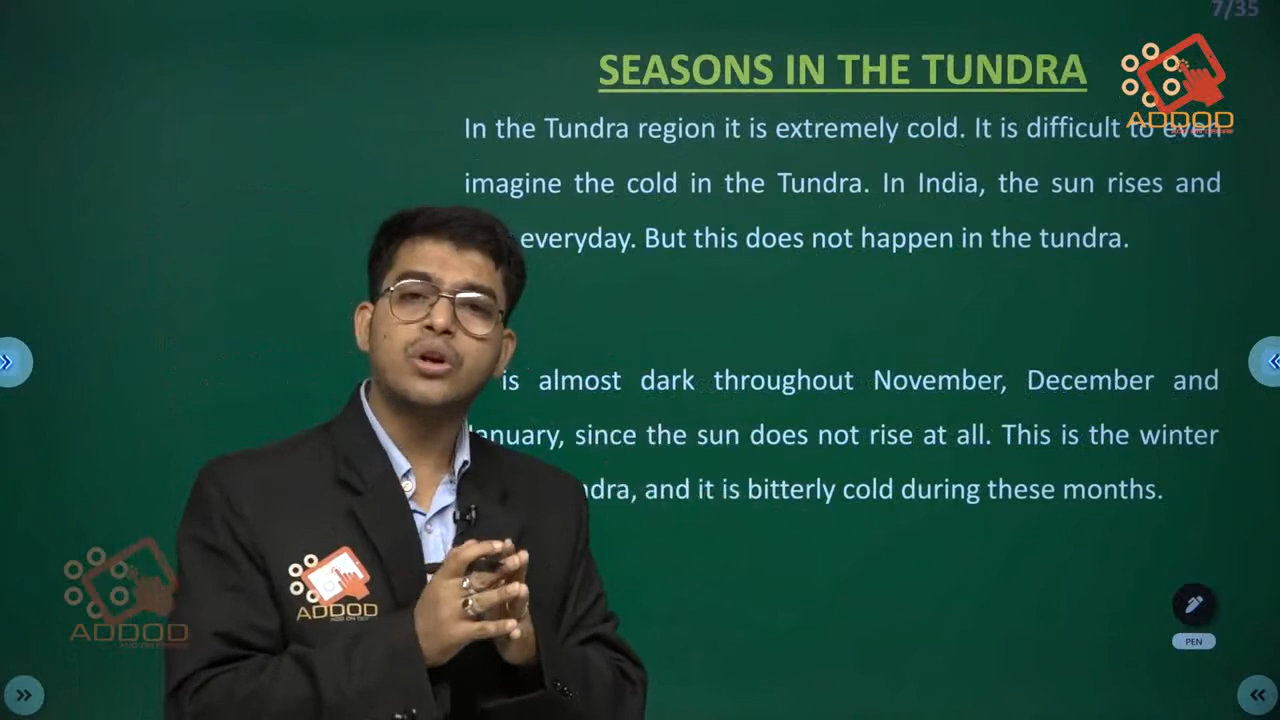 7/35
SEASONS IN THE TUNDRA
ADDOD
In the Tundra region it is extremely cold. It is difficult to even
imagine the cold in the Tundra. In India, the sun rises and
everyday. But this does not happen in the tundra.
is almost dark throughout November, December and
January, since the sun does not rise at all. This is the winter
and it is bitterly cold during these months.
ADDOD
ADDOD
PEN